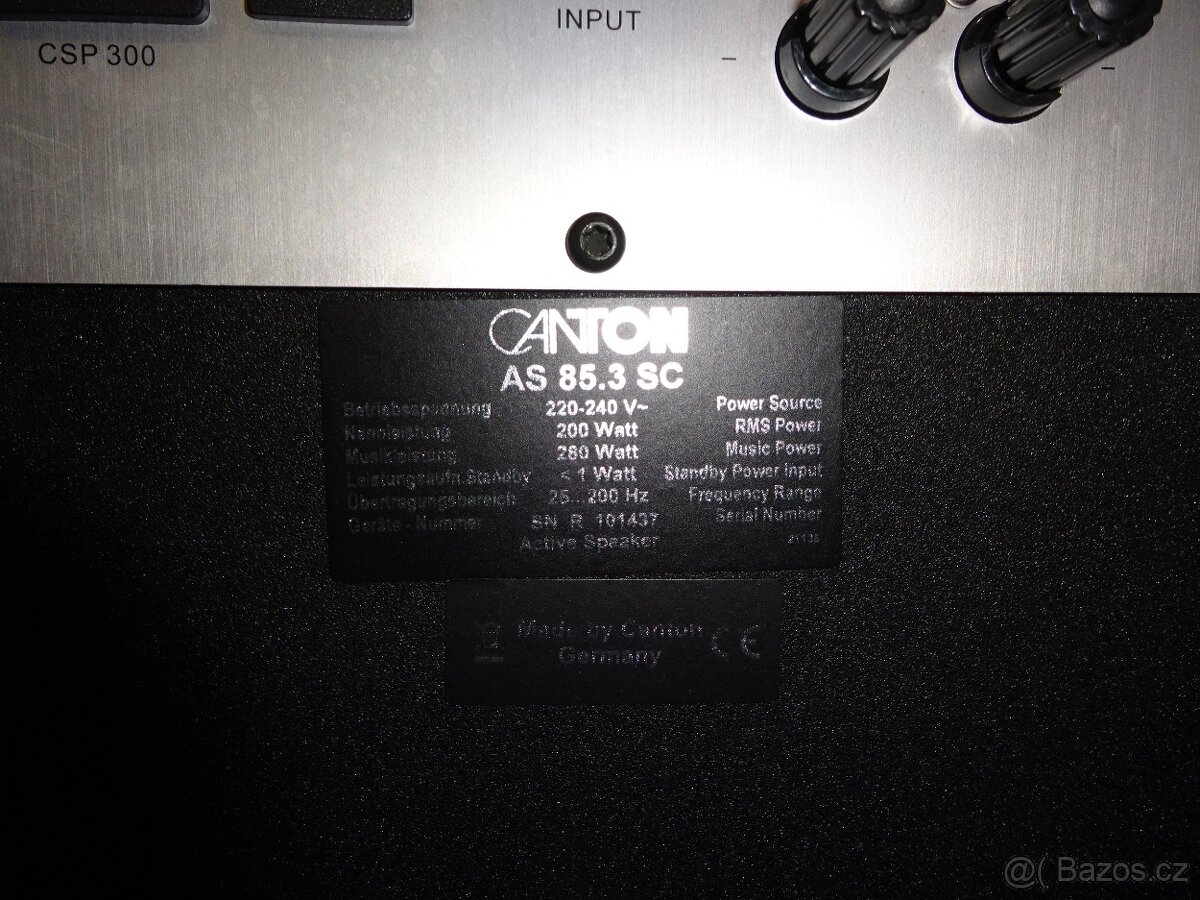 INPUT
CSP 300
–
–
CANTON
AS 85.3 SC
Betriebsspannung 220-240 V~ Power Source
Nennleistung 200 Watt RMS Power
Musikleistung 280 Watt Music Power
Leistungsaufn. Standby < 1 Watt Standby Power Input
Übertragungsbereich 25...200 Hz Frequency Range
Geräte - Nummer SN R 101437 Serial Number
Active Speaker
Made by Canton
Germany
CE
@( Bazos.cz